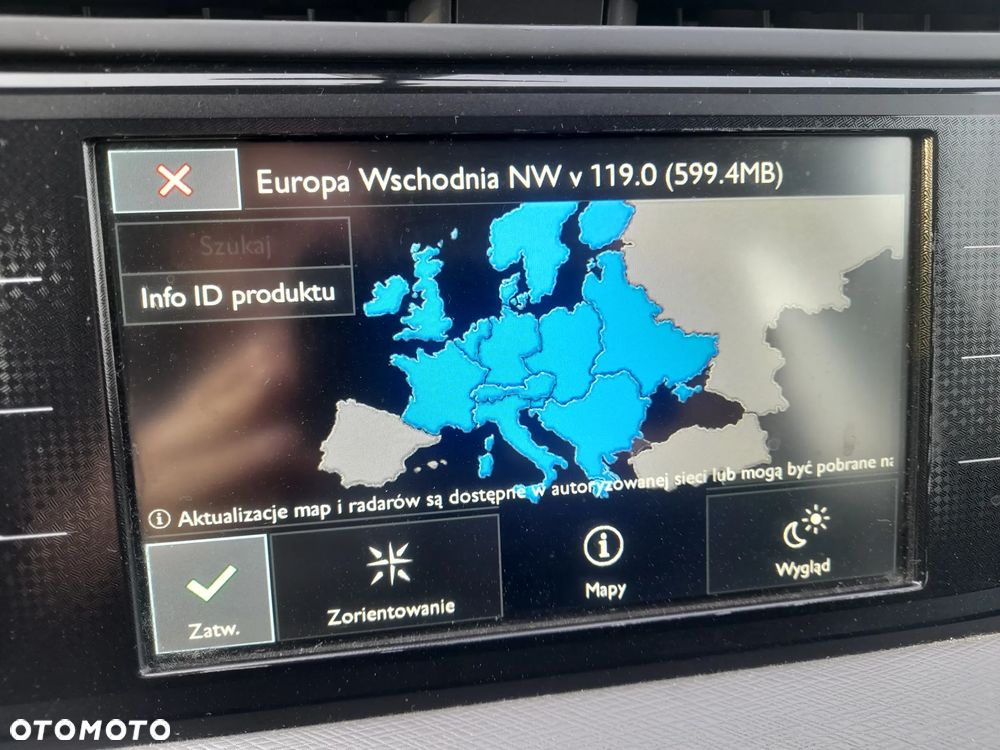 Europa Wschodnia NW v 119.0 (599.4MB)
Szukaj
Info ID produktu
Aktualizacje map i radarów są dostępne w autoryzowanej sieci lub mogą być pobrane na
Zatw.
Zorientowanie
Mapy
Wygląd
OTOMOTO